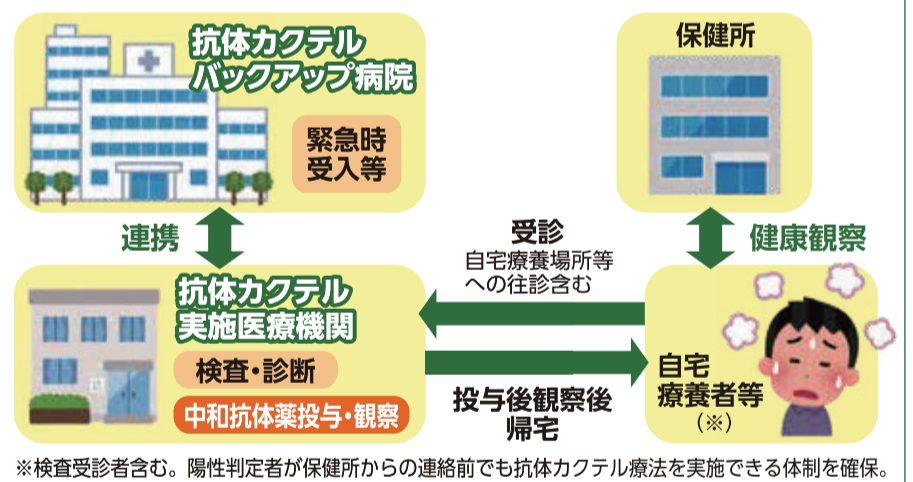 抗体カクテル
バックアップ病院
緊急時
受入等
保健所
連携
受診
自宅療養場所等
への往診含む
健康観察
抗体カクテル
実施医療機関
検査・診断
中和抗体薬投与・観察
投与後観察後
帰宅
自宅
療養者等
(※)
※検査受診者含む。陽性判定者が保健所からの連絡前でも抗体カクテル療法を実施できる体制を確保。